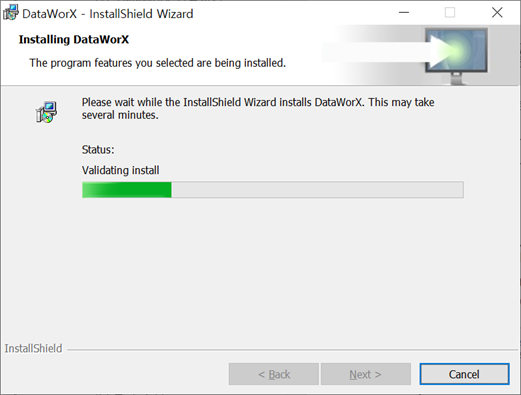 DataWorX - InstallShield Wizard
Installing DataWorX
The program features you selected are being installed.
Please wait while the InstallShield Wizard installs DataWorX. This may take
several minutes.
Status:
Validating install
InstallShield
< Back
Next >
Cancel